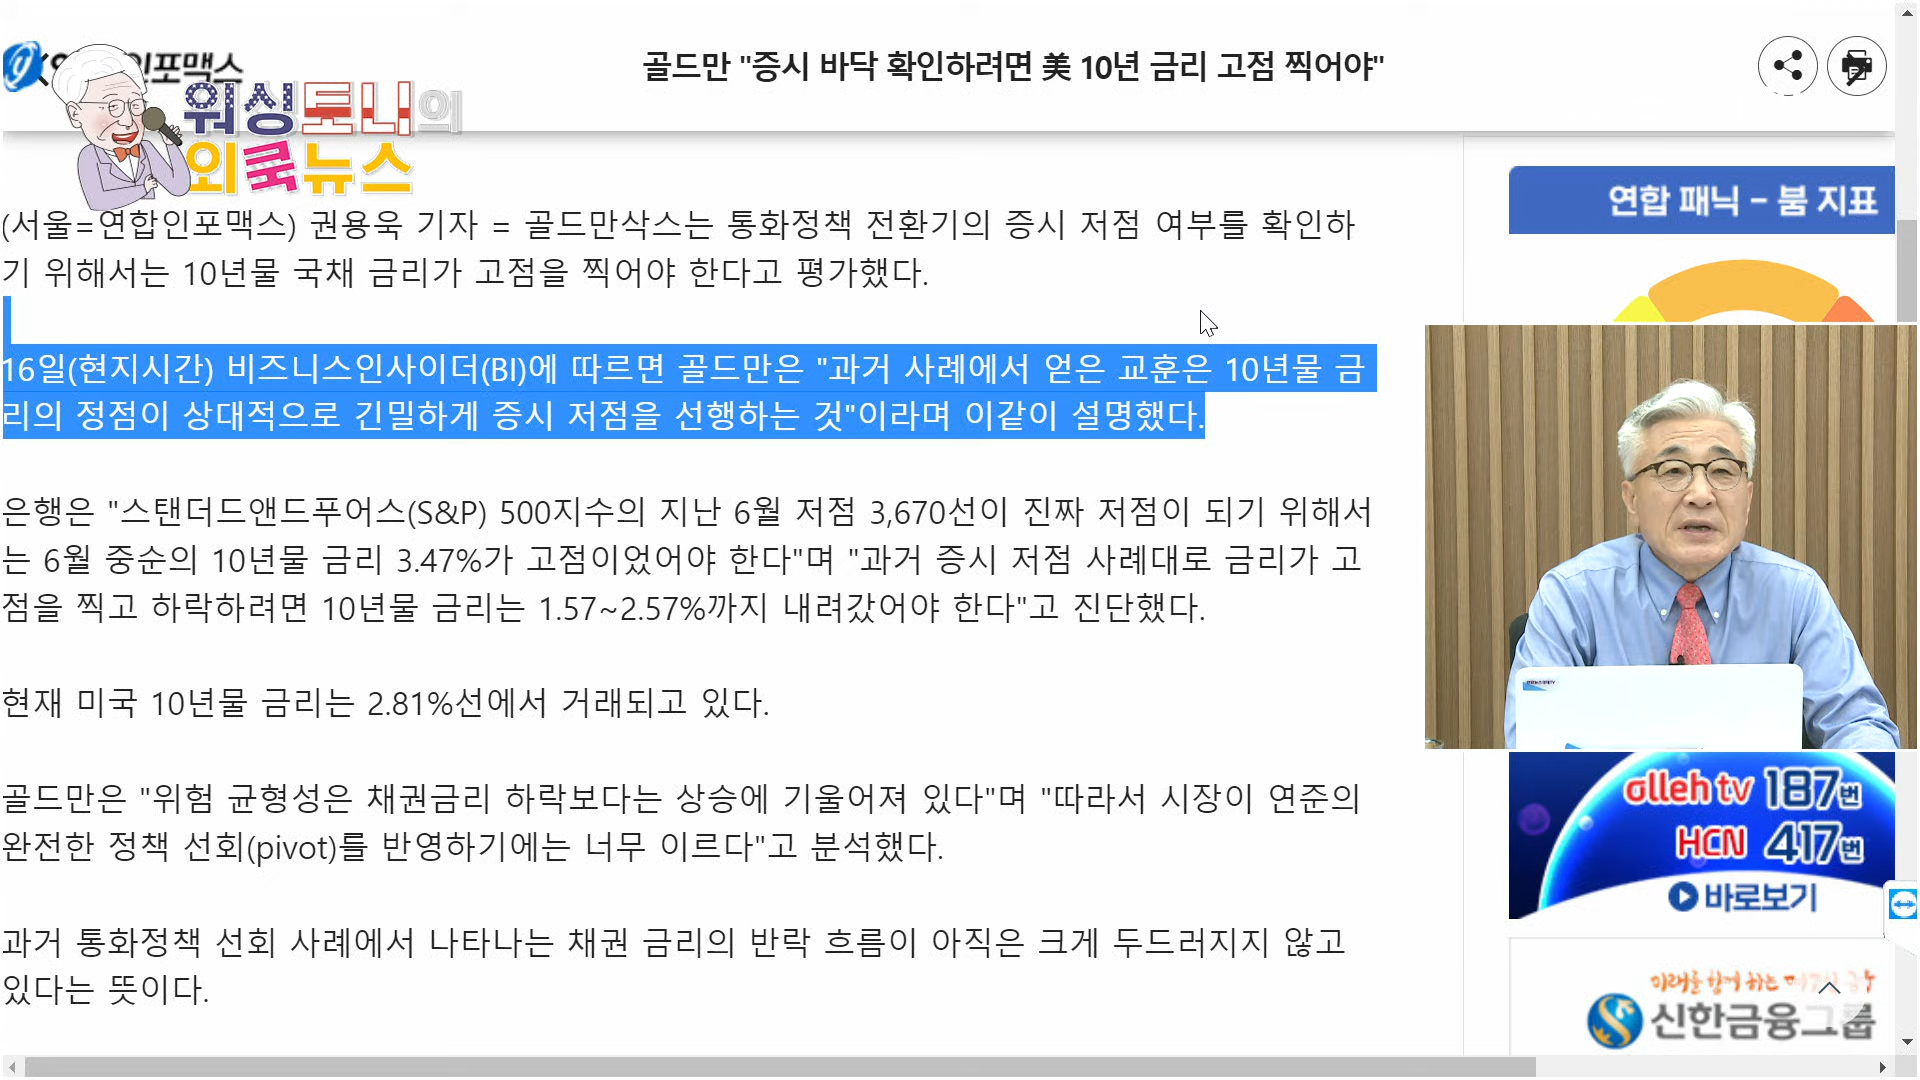 인포맥스
골드만 "증시 바닥 확인하려면 美 10년 금리 고점 찍어야"
워싱토니의
외쿡뉴스
(서울=연합인포맥스) 권용욱 기자 = 골드만삭스는 통화정책 전환기의 증시 저점 여부를 확인하
기 위해서는 10년물 국채 금리가 고점을 찍어야 한다고 평가했다.
16일(현지시간) 비즈니스인사이더(BI)에 따르면 골드만은 "과거 사례에서 얻은 교훈은 10년물 금
리의 정점이 상대적으로 긴밀하게 증시 저점을 선행하는 것"이라며 이같이 설명했다.
은행은 "스탠더드앤드푸어스(S&P) 500지수의 지난 6월 저점 3,670선이 진짜 저점이 되기 위해서
는 6월 중순의 10년물 금리 3.47%가 고점이었어야 한다"며 "과거 증시 저점 사례대로 금리가 고
점을 찍고 하락하려면 10년물 금리는 1.57~2.57%까지 내려갔어야 한다"고 진단했다.
현재 미국 10년물 금리는 2.81%선에서 거래되고 있다.
골드만은 "위험 균형성은 채권금리 하락보다는 상승에 기울어져 있다"며 "따라서 시장이 연준의
완전한 정책 선회(pivot)를 반영하기에는 너무 이르다"고 분석했다.
과거 통화정책 선회 사례에서 나타나는 채권 금리의 반락 흐름이 아직은 크게 두드러지지 않고
있다는 뜻이다.
연합 패닉 - 붐 지표
olleh tv 187번
HCN 417번
바로보기
미래를 함께 하는
신한금융그룹